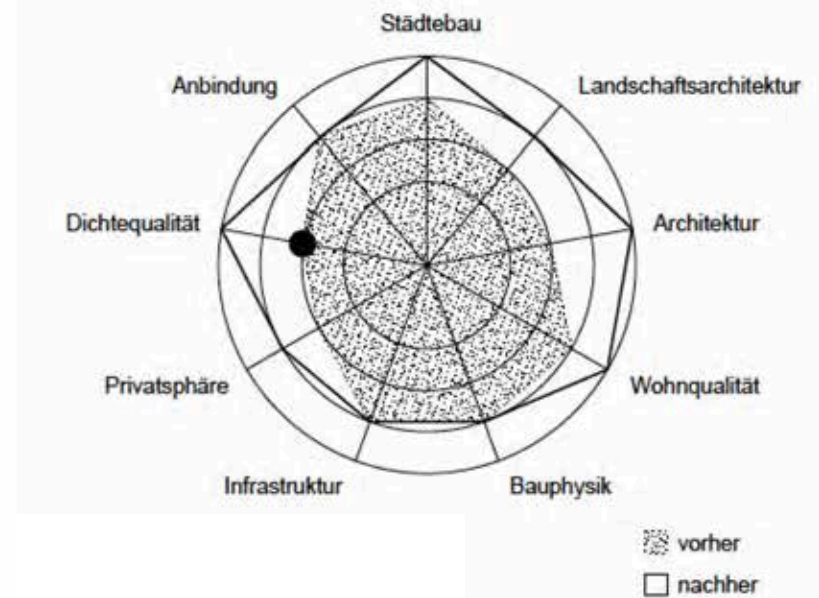 Städtebau
Anbindung
Landschaftsarchitektur
Dichtequalität
Architektur
Privatsphäre
Wohnqualität
Infrastruktur
Bauphysik
vorher
nachher